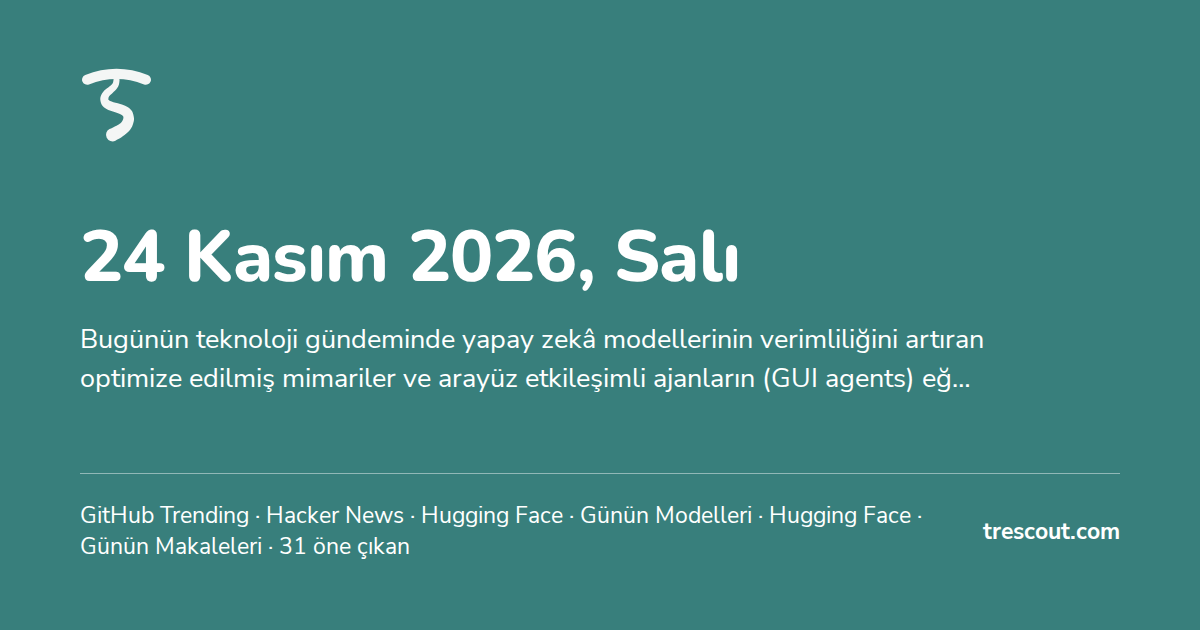 24 Kasım 2026, Salı
Bugünün teknoloji gündeminde yapay zekâ modellerinin verimliliğini artıran
optimize edilmiş mimariler ve arayüz etkileşimli ajanların (GUI agents) eğ...
GitHub Trending · Hacker News · Hugging Face · Günün Modelleri · Hugging Face ·
Günün Makaleleri · 31 öne çıkan
trescout.com